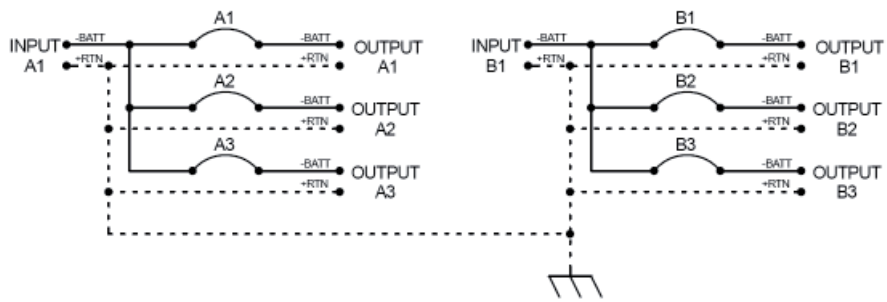 A1
B1
INPUT -BATT -BATT OUTPUT
A1 +RTN +RTN A1
INPUT -BATT -BATT OUTPUT
B1 +RTN +RTN B1
A2
-BATT OUTPUT
+RTN A2
B2
-BATT OUTPUT
+RTN B2
A3
-BATT OUTPUT
+RTN A3
B3
-BATT OUTPUT
+RTN B3